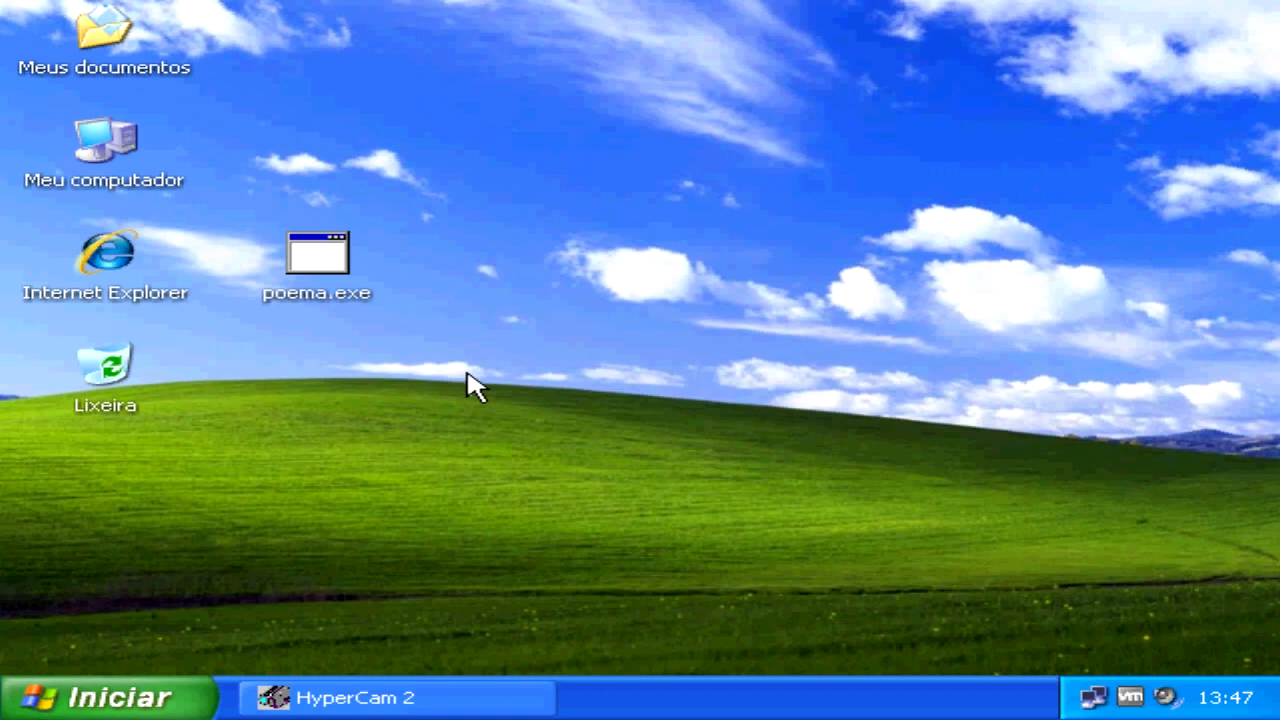 Meus documentos
Meu computador
Internet Explorer
poema.exe
Lixeira
Iniciar
HyperCam 2
vm
13:47